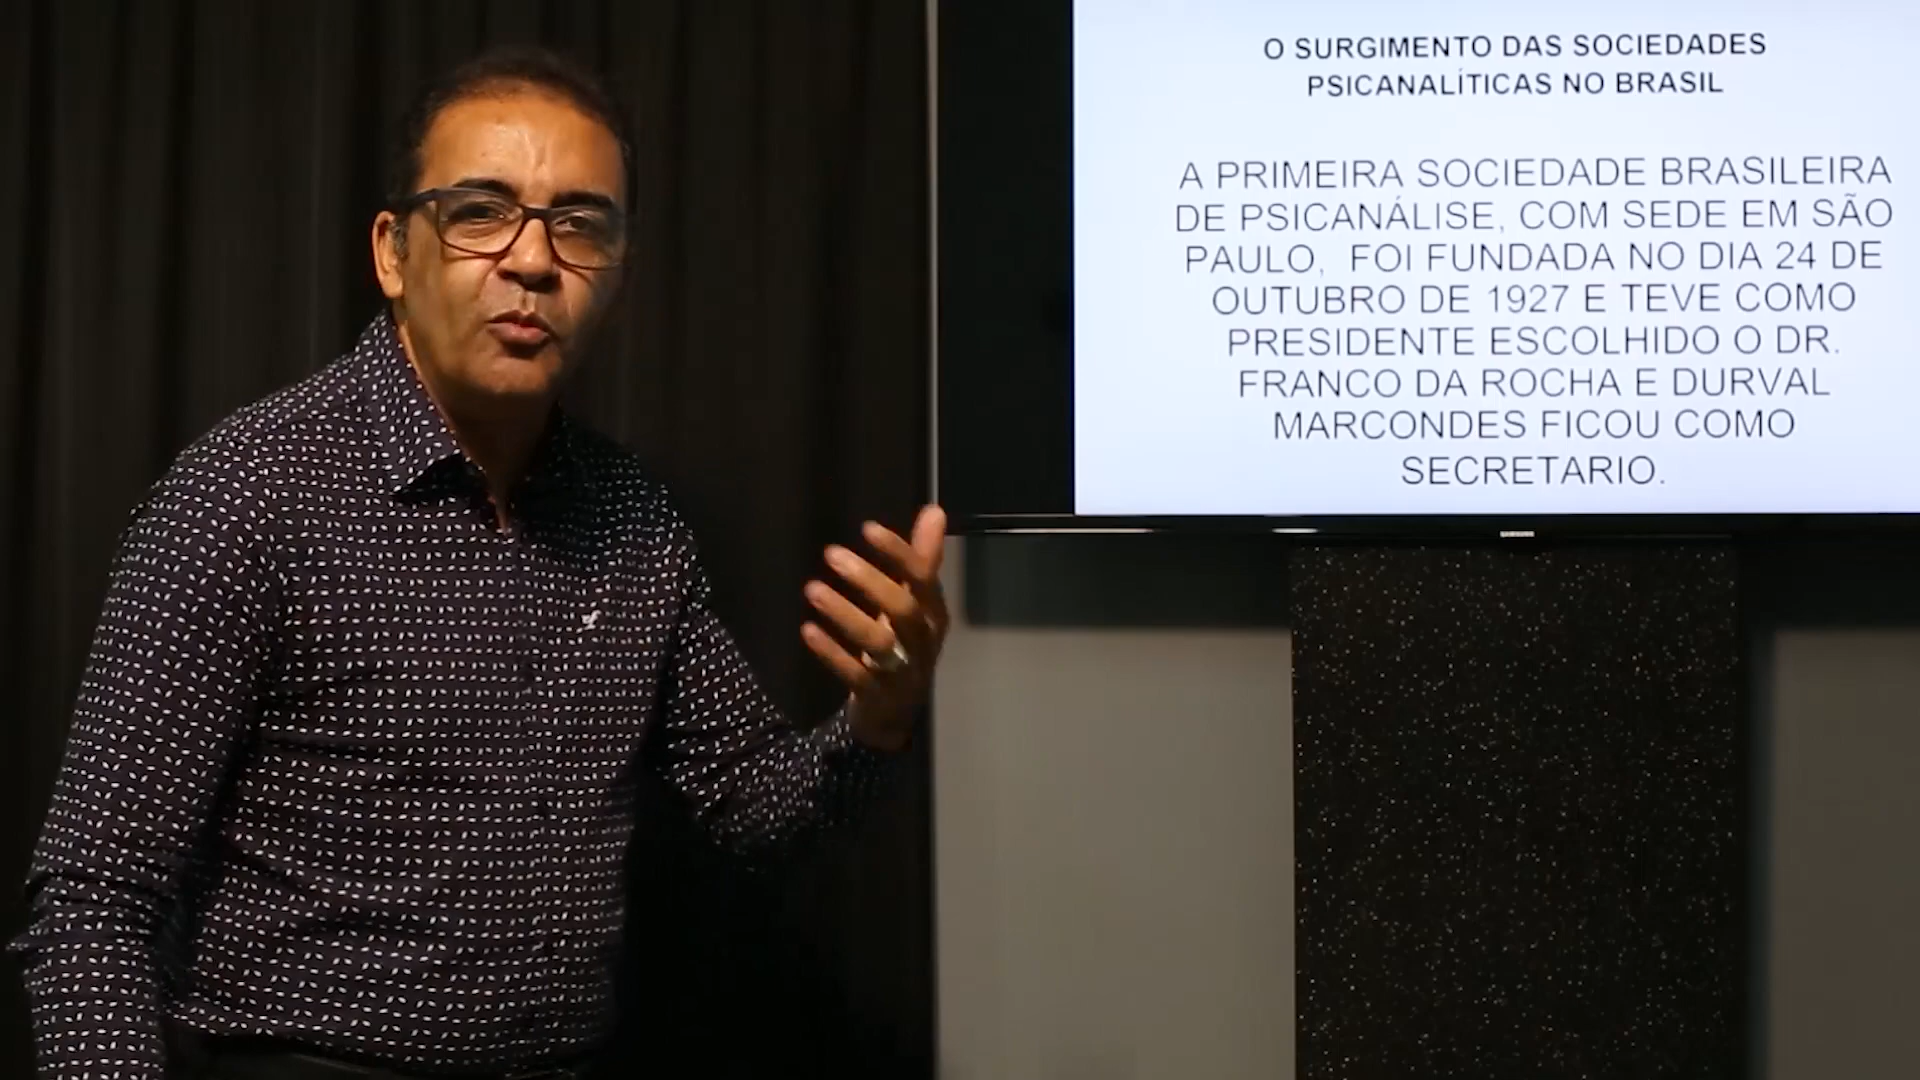 O SURGIMENTO DAS SOCIEDADES
PSICANALÍTICAS NO BRASIL
A PRIMEIRA SOCIEDADE BRASILEIRA
DE PSICANÁLISE, COM SEDE EM SÃO
PAULO, FOI FUNDADA NO DIA 24 DE
OUTUBRO DE 1927 E TEVE COMO
PRESIDENTE ESCOLHIDO O DR.
FRANCO DA ROCHA E DURVAL
MARCONDES FICOU COMO
SECRETARIO.
SAMSUNG